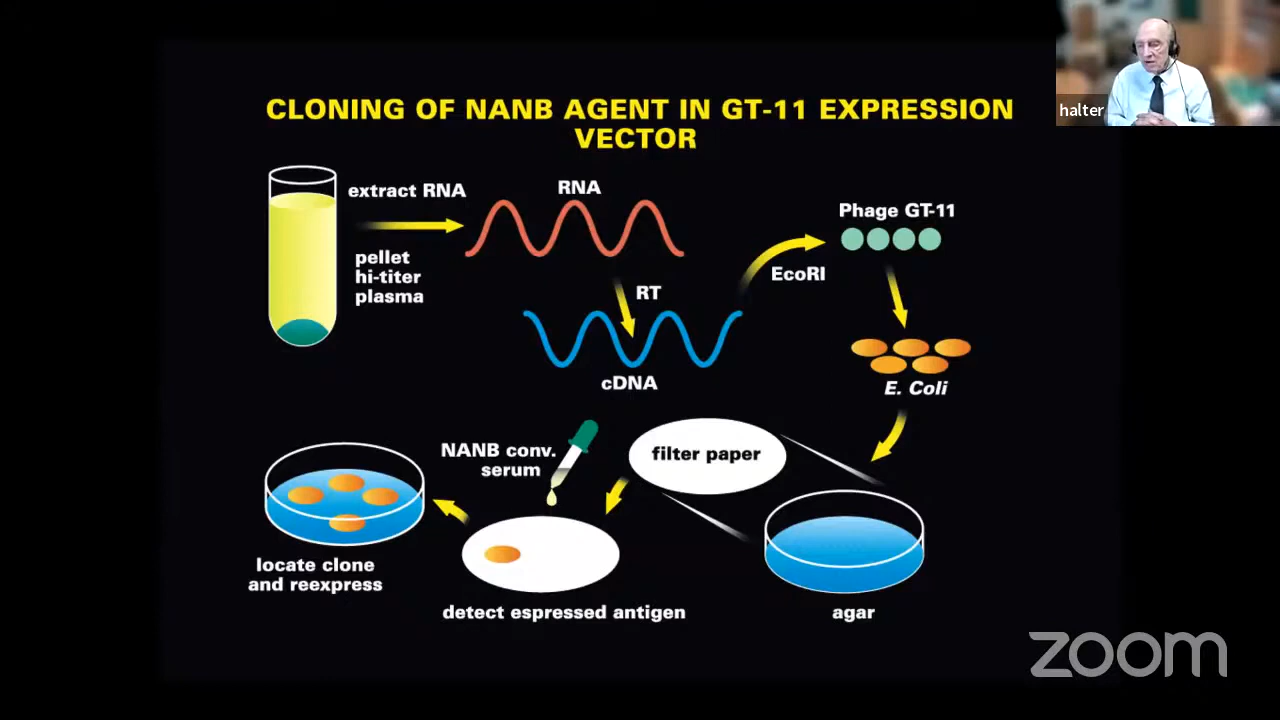 CLONING OF NANB AGENT IN GT-11 EXPRESSION
VECTOR
extract RNA
pellet
hi-titer
plasma
RNA
RT
cDNA
EcoRI
Phage GT-11
E. Coli
filter paper
agar
NANB conv.
serum
detect espressed antigen
locate clone
and reexpress
halter
zoom